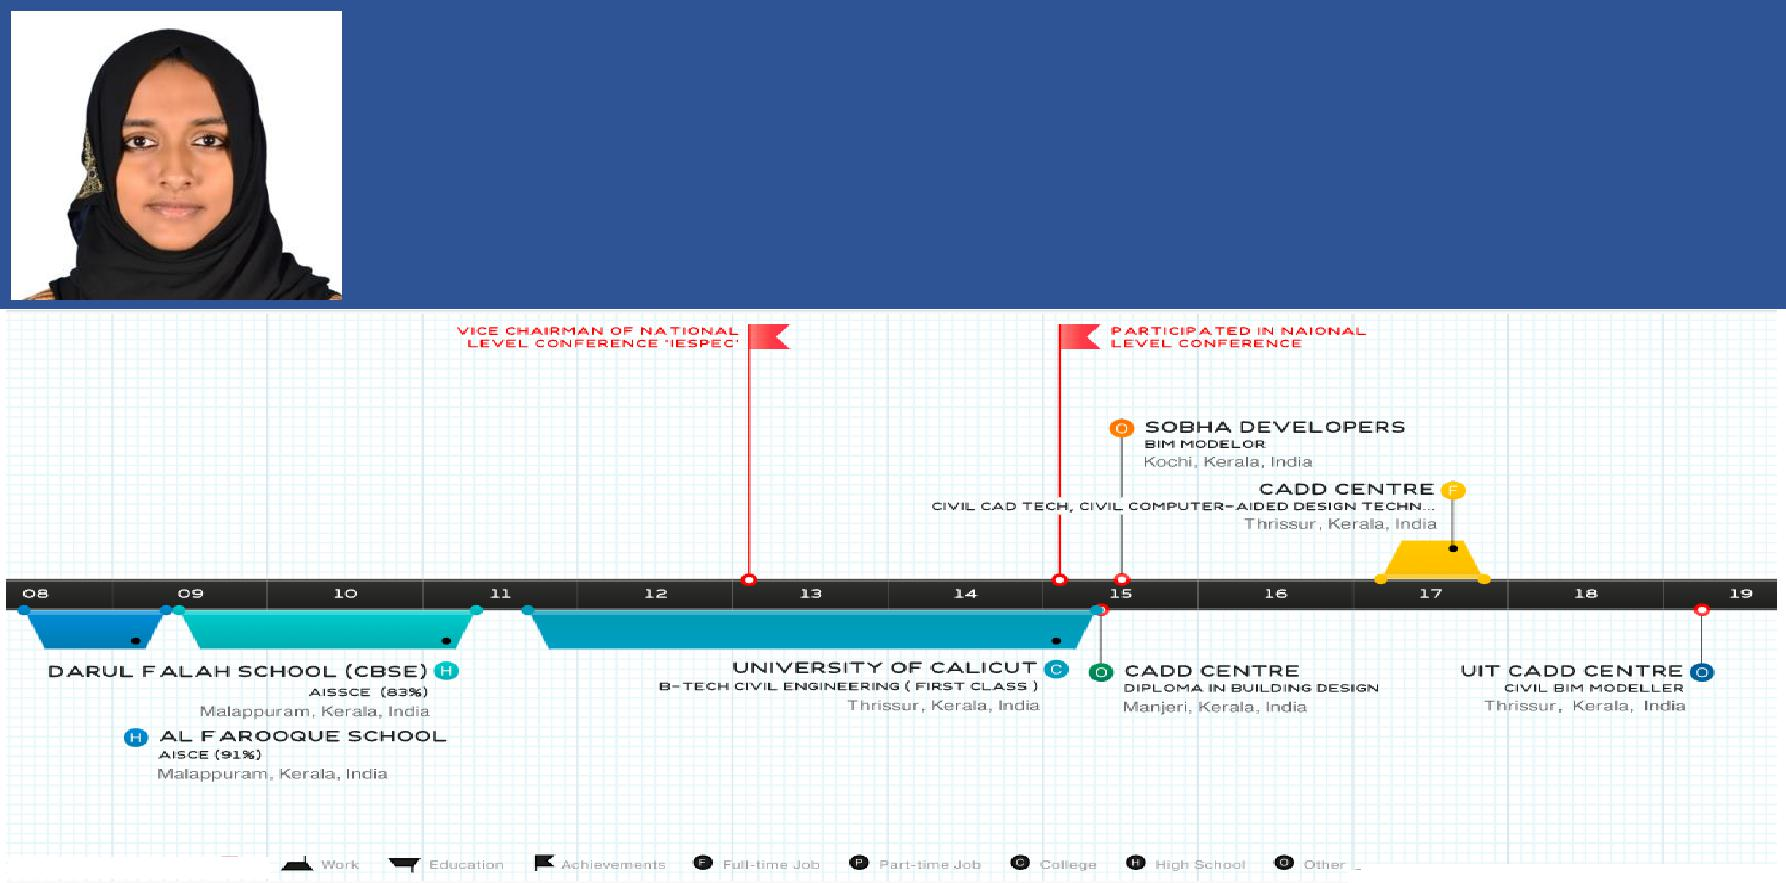 VICE CHAIRMAN OF NATIONAL
LEVEL CONFERENCE 'IESPEC'
PARTICIPATED IN NAIONAL
LEVEL CONFERENCE
O SOBHA DEVELOPERS
BIM MODELOR
Kochi, Kerala, India
CADD CENTRE F
CIVIL CAD TECH, CIVIL COMPUTER-AIDED DESIGN TECHN...
Thrissur, Kerala, India
08 09 10 11 12 13 14 15 16 17 18 19
DARUL FALAH SCHOOL (CBSE) H
AISSCE (83%)
Malappuram, Kerala, India
H AL FAROOQUE SCHOOL
AISCE (91%)
Malappuram, Kerala, India
UNIVERSITY OF CALICUT C
B-TECH CIVIL ENGINEERING ( FIRST CLASS )
Thrissur, Kerala, India
O CADD CENTRE
DIPLOMA IN BUILDING DESIGN
Manjeri, Kerala, India
UIT CADD CENTRE O
CIVIL BIM MODELLER
Thrissur, Kerala, India
Work Education Achievements F Full-time Job P Part-time Job C College H High School O Other